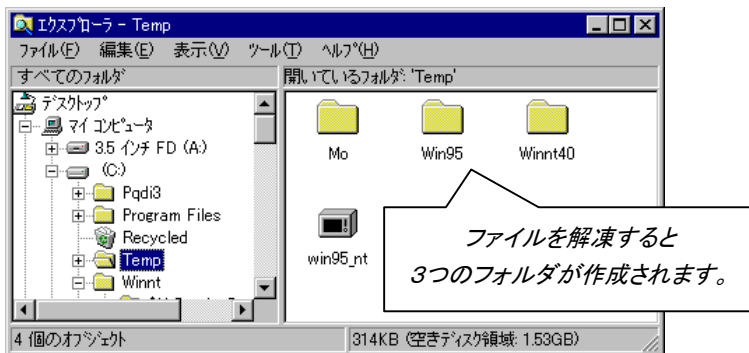 ｴｸｽﾌﾟﾛｰﾗ - Temp
ﾌｧｲﾙ(F) 編集(E) 表示(V) ﾂｰﾙ(T) ﾍﾙﾌﾟ(H)
すべてのﾌｫﾙﾀﾞ
開いているﾌｫﾙﾀﾞ: 'Temp'
ﾃﾞｽｸﾄｯﾌﾟ
ﾏｲ ｺﾝﾋﾟｭｰﾀ
3.5 ｲﾝﾁ FD (A:)
(C:)
Pqdi3
Program Files
Recycled
Temp
Winnt
Mo
Win95
Winnt40
win95_nt
ファイルを解凍すると
３つのフォルダが作成されます。
4 個のｵﾌﾞｼﾞｪｸﾄ
314KB (空きﾃﾞｨｽｸ領域: 1.53GB)